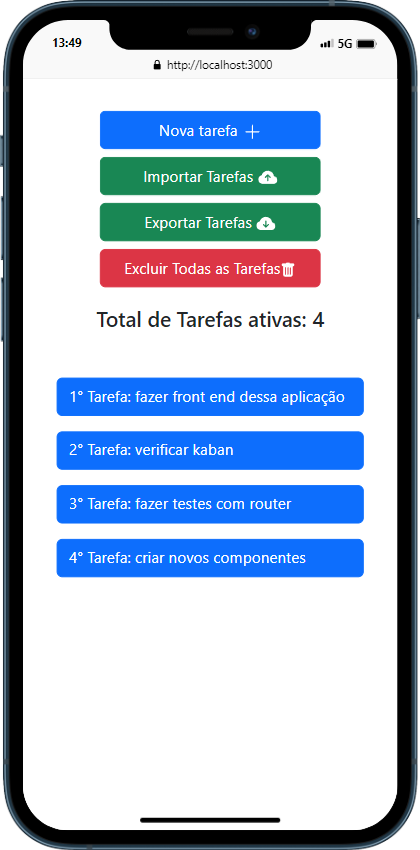 13:49
5G
http://localhost:3000
Nova tarefa
Importar Tarefas
Exportar Tarefas
Excluir Todas as Tarefas
Total de Tarefas ativas: 4
1° Tarefa: fazer front end dessa aplicação
2° Tarefa: verificar kaban
3° Tarefa: fazer testes com router
4° Tarefa: criar novos componentes